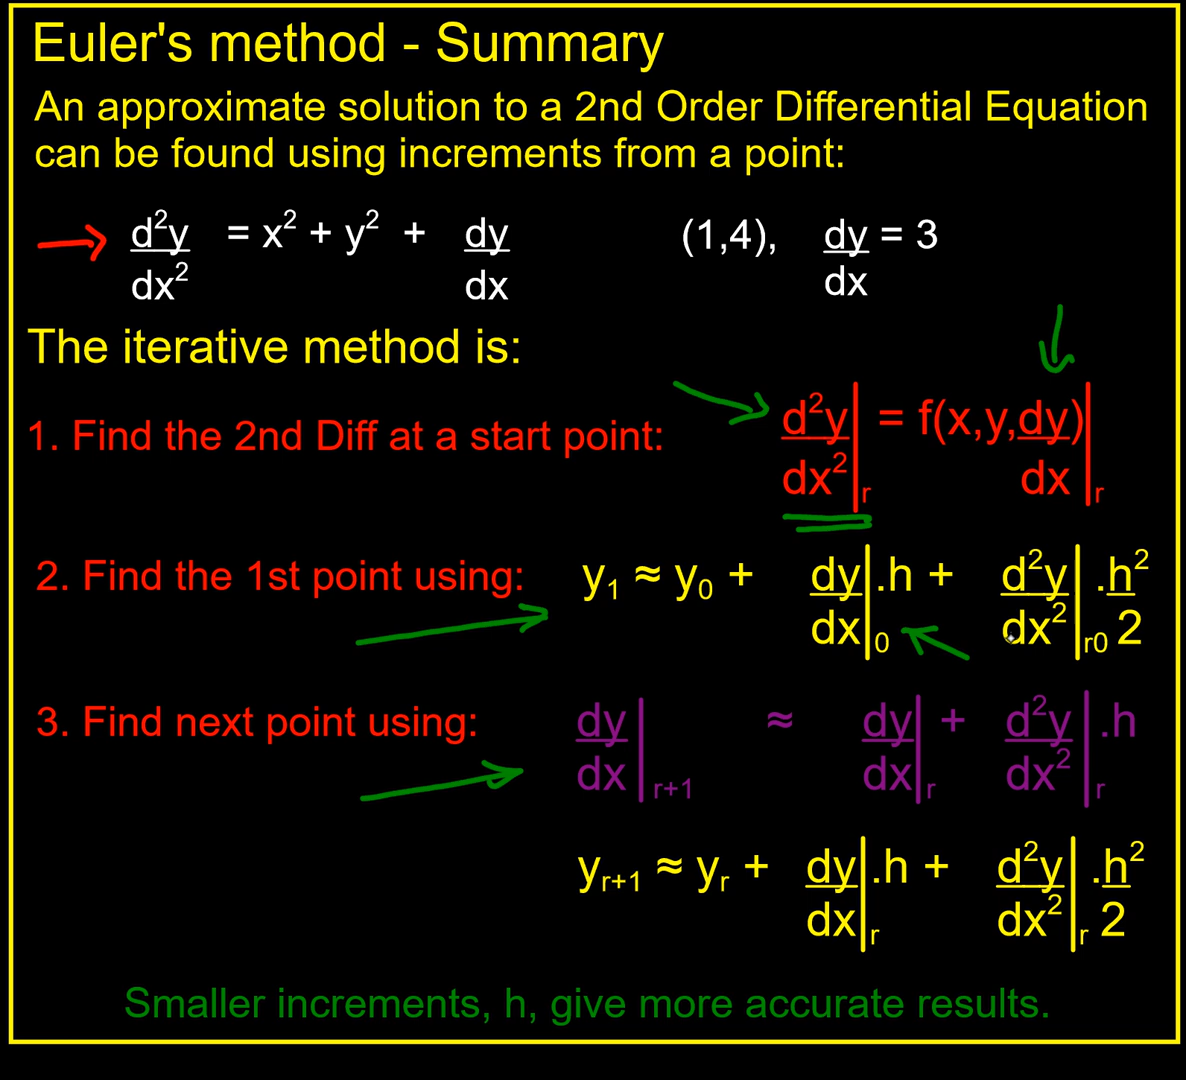 Euler's method - Summary
An approximate solution to a 2nd Order Differential Equation
can be found using increments from a point:
d²y/dx² = x² + y² + dy/dx (1,4), dy/dx = 3
The iterative method is:
1. Find the 2nd Diff at a start point: d²y/dx²|r = f(x,y,dy/dx)|r
2. Find the 1st point using: y₁ ≈ y₀ + dy/dx|₀ .h + d²y/dx²|r0 .h²/2
3. Find next point using: dy/dx|r+1 ≈ dy/dx|r + d²y/dx²|r .h
yr+1 ≈ yr + dy/dx|r .h + d²y/dx²|r .h²/2
Smaller increments, h, give more accurate results.